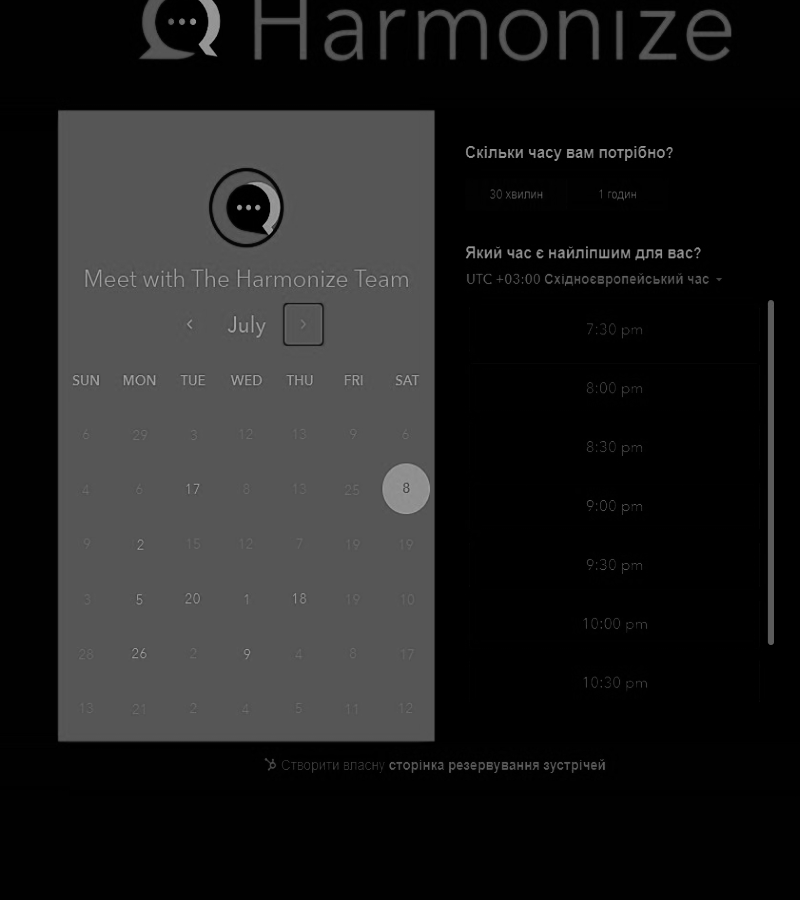 Harmonize
Meet with The Harmonize Team
July
SUN MON TUE WED THU FRI SAT
6 29 3 12 13 9 6
4 6 17 8 13 25 8
9 2 15 12 7 19 19
3 5 20 1 18 19 10
28 26 2 9 4 8 17
13 21 2 4 5 11 12
Скільки часу вам потрібно?
30 хвилин 1 годин
Який час є найліпшим для вас?
UTC +03:00 Східноєвропейський час
7:30 pm
8:00 pm
8:30 pm
9:00 pm
9:30 pm
10:00 pm
10:30 pm
Створити власну сторінка резервування зустрічей